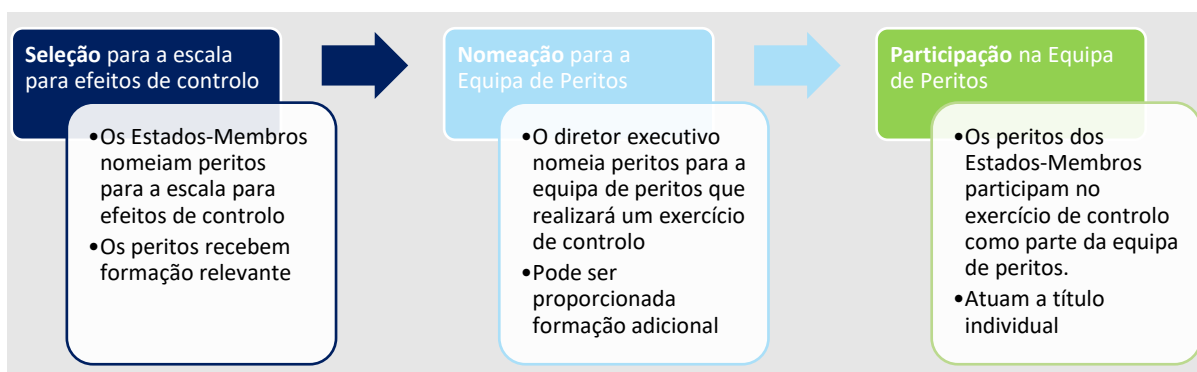 Seleção para a escala
para efeitos de controlo
•Os Estados-Membros
nomeiam peritos
para a escala para
efeitos de controlo
•Os peritos recebem
formação relevante
Nomeação para a
Equipa de Peritos
•O diretor executivo
nomeia peritos para a
equipa de peritos que
realizará um exercício
de controlo
•Pode ser
proporcionada
formação adicional
Participação na Equipa
de Peritos
•Os peritos dos
Estados-Membros
participam no
exercício de controlo
como parte da equipa
de peritos.
•Atuam a título
individual